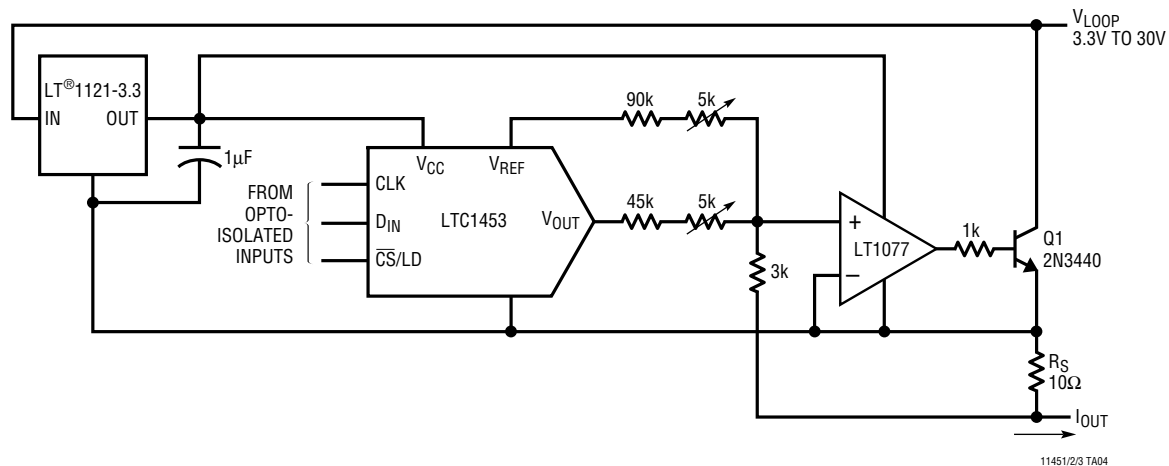 V_LOOP
3.3V TO 30V
LT®1121-3.3
IN
OUT
1µF
90k
5k
V_CC
V_REF
FROM
OPTO-
ISOLATED
INPUTS
CLK
D_IN
C̅S̅/LD
LTC1453
V_OUT
45k
5k
3k
+
–
LT1077
1k
Q1
2N3440
R_S
10Ω
I_OUT
11451/2/3 TA04